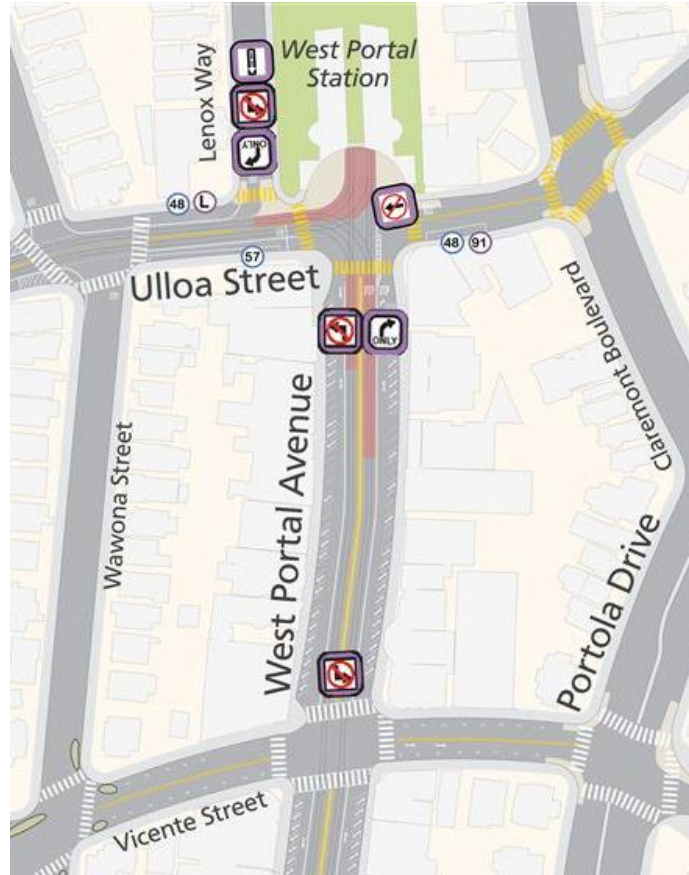 Lenox Way
West Portal
Station
ONLY
48 L
57
48 91
Ulloa Street
ONLY
Claremont Boulevard
West Portal Avenue
Wawona Street
Portola Drive
Vicente Street